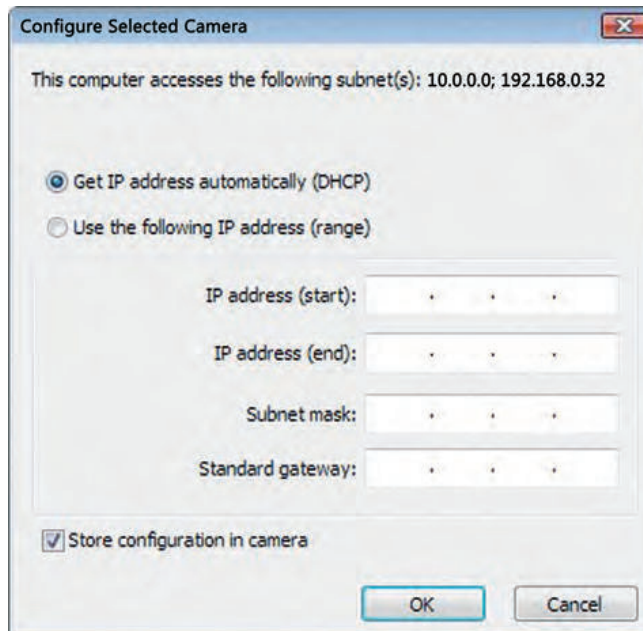 Configure Selected Camera
This computer accesses the following subnet(s): 10.0.0.0; 192.168.0.32
Get IP address automatically (DHCP)
Use the following IP address (range)
IP address (start): . . .
IP address (end): . . .
Subnet mask: . . .
Standard gateway: . . .
Store configuration in camera
OK Cancel